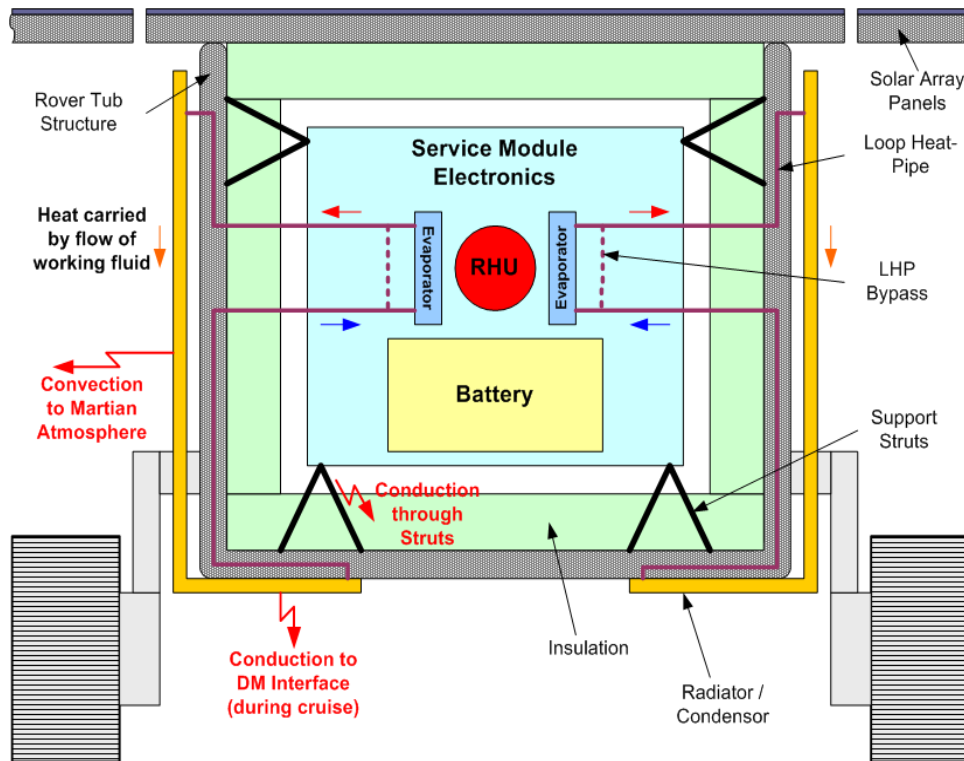 Rover Tub
Structure
Solar Array
Panels
Loop Heat-
Pipe
Service Module
Electronics
Heat carried
by flow of
working fluid
Evaporator
RHU
Evaporator
LHP
Bypass
Convection
to Martian
Atmosphere
Battery
Support
Struts
Conduction
through
Struts
Insulation
Conduction to
DM Interface
(during cruise)
Radiator /
Condensor